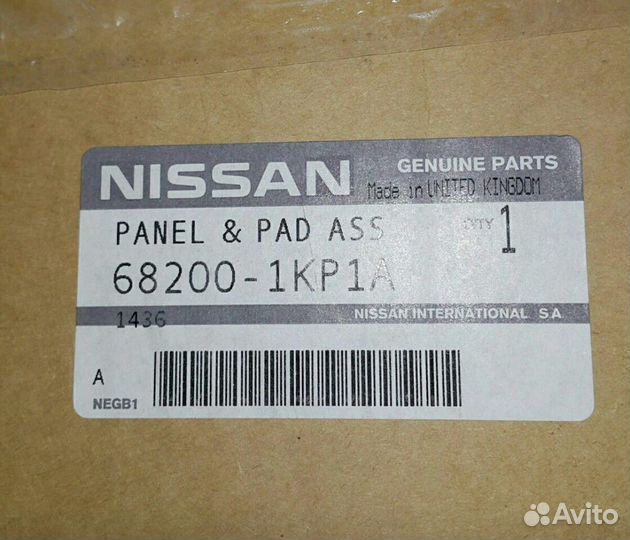 NISSAN
GENUINE PARTS
Made in UNITED KINGDOM
PANEL & PAD ASS
QTY 1
68200-1KP1A
1436
NISSAN INTERNATIONAL S A
A
NEGB1
Avito